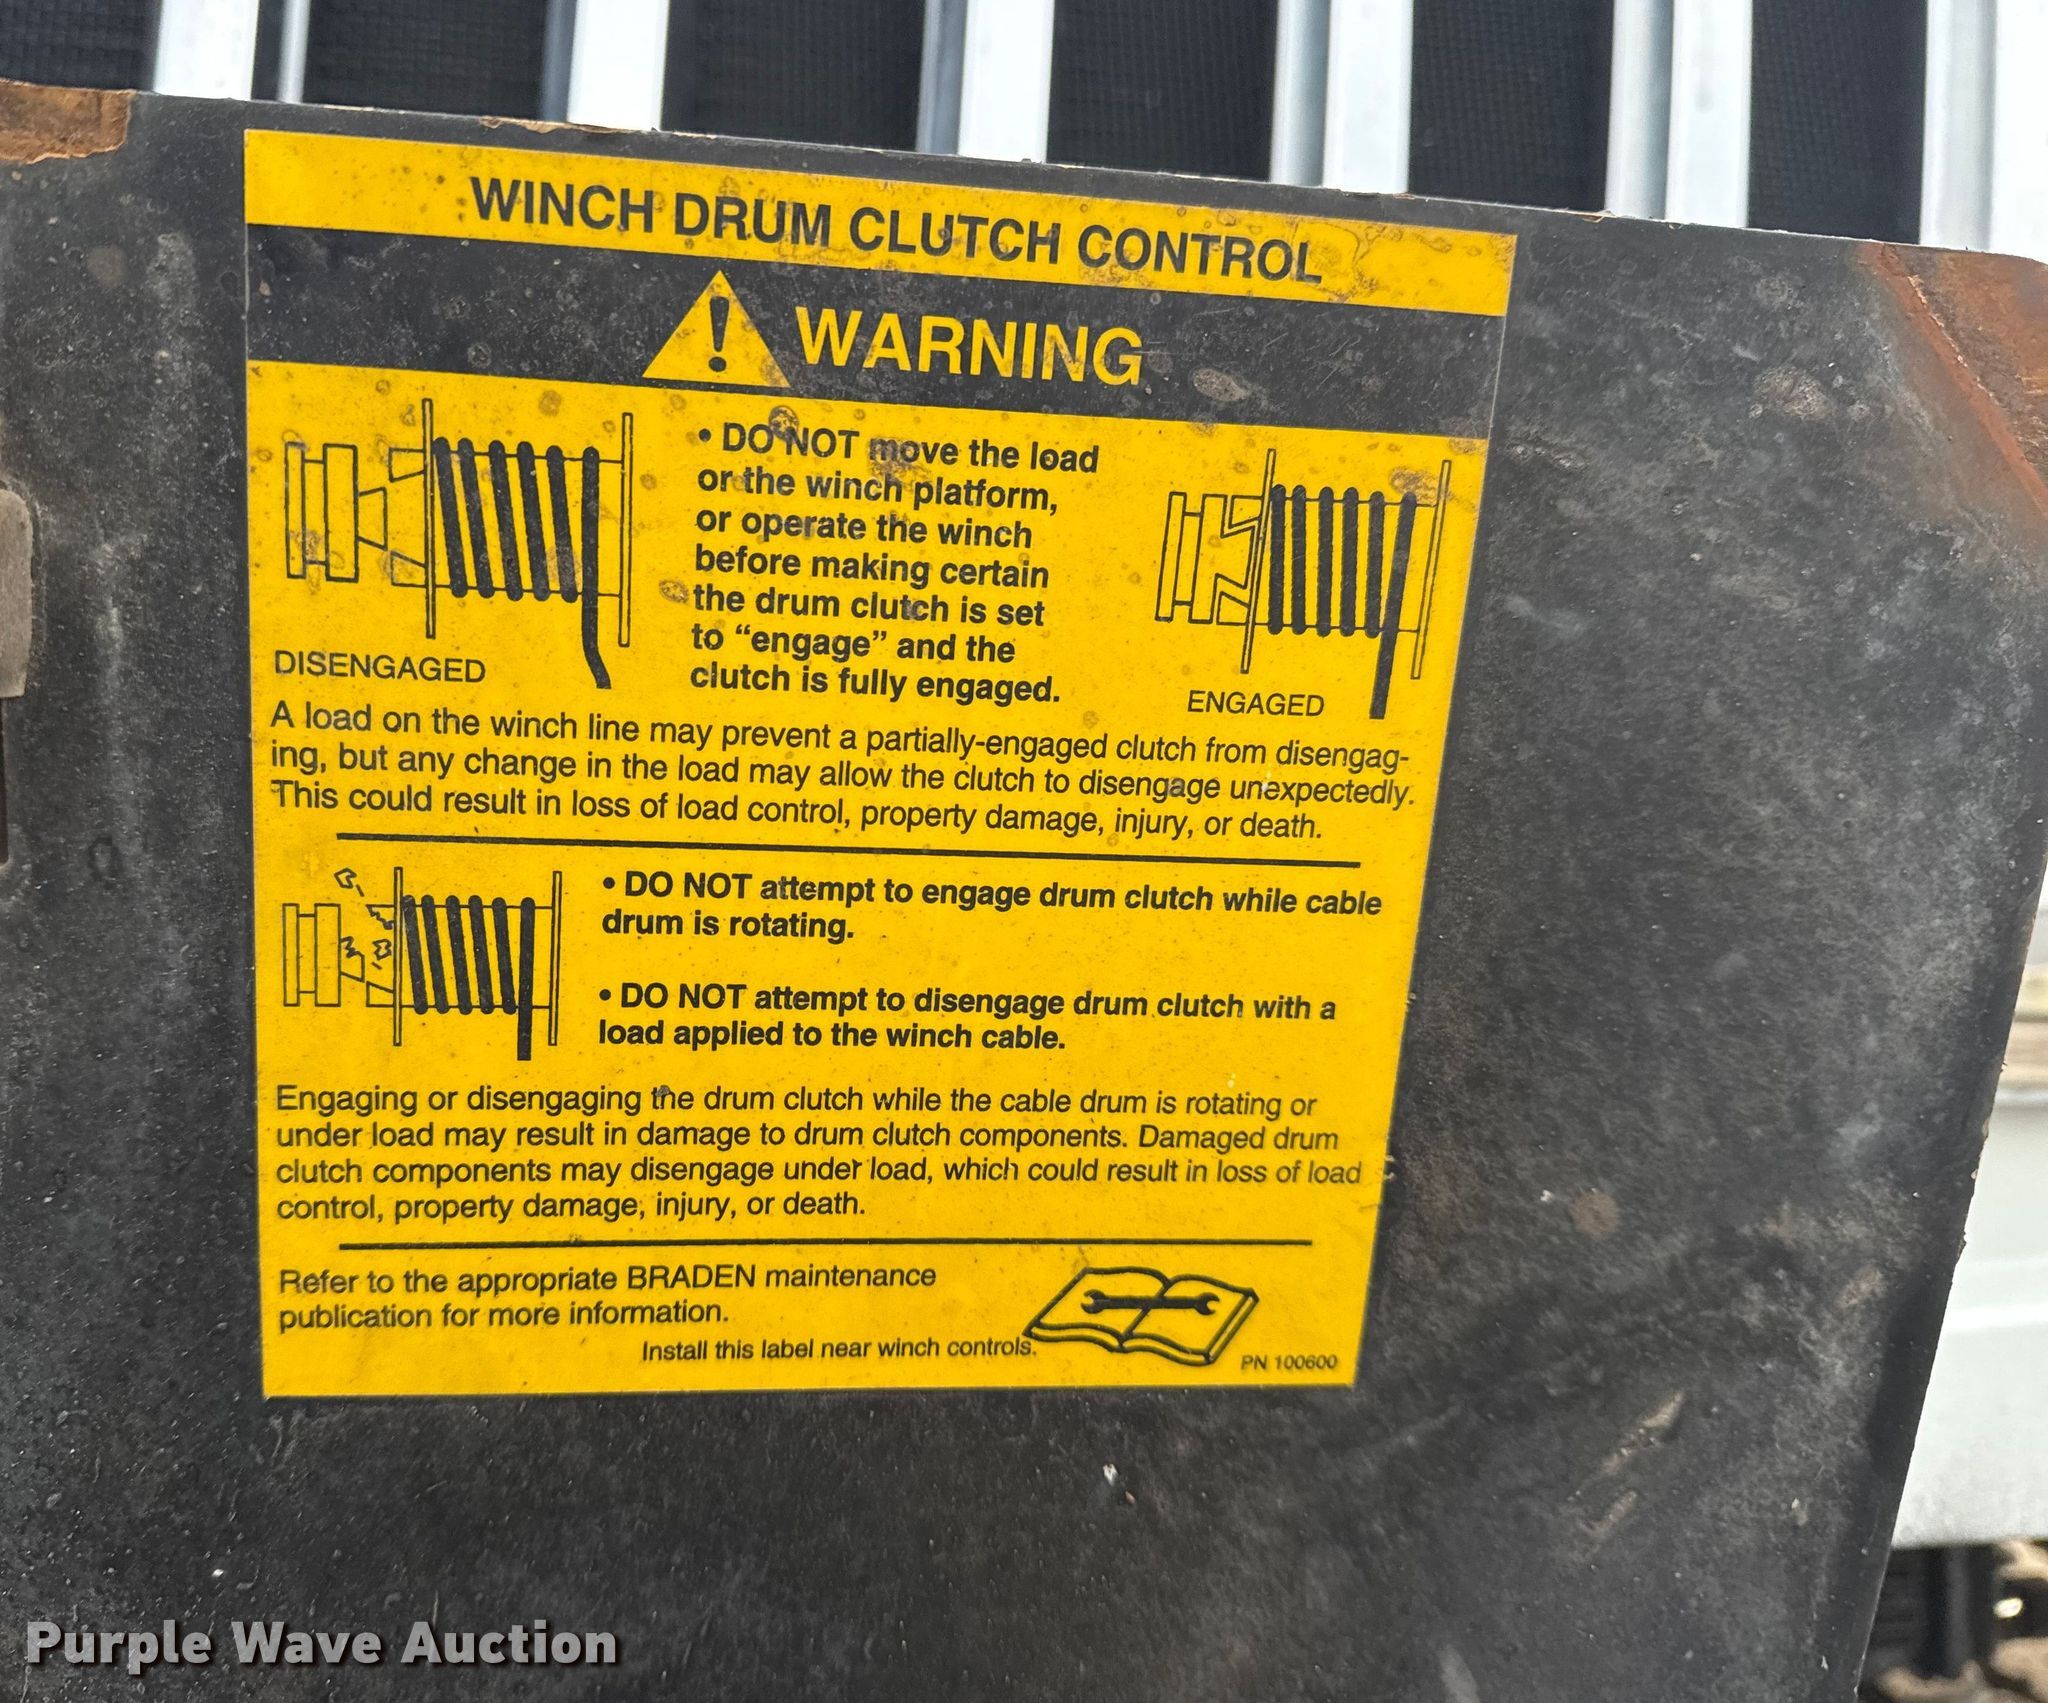 WINCH DRUM CLUTCH CONTROL
WARNING
• DO NOT move the load
or the winch platform,
or operate the winch
before making certain
the drum clutch is set
to “engage” and the
clutch is fully engaged.
DISENGAGED
ENGAGED
A load on the winch line may prevent a partially-engaged clutch from disengag-
ing, but any change in the load may allow the clutch to disengage unexpectedly.
This could result in loss of load control, property damage, injury, or death.
• DO NOT attempt to engage drum clutch while cable
drum is rotating.
• DO NOT attempt to disengage drum clutch with a
load applied to the winch cable.
Engaging or disengaging the drum clutch while the cable drum is rotating or
under load may result in damage to drum clutch components. Damaged drum
clutch components may disengage under load, which could result in loss of load
control, property damage, injury, or death.
Refer to the appropriate BRADEN maintenance
publication for more information.
Install this label near winch controls.
PN 100600
Purple Wave Auction